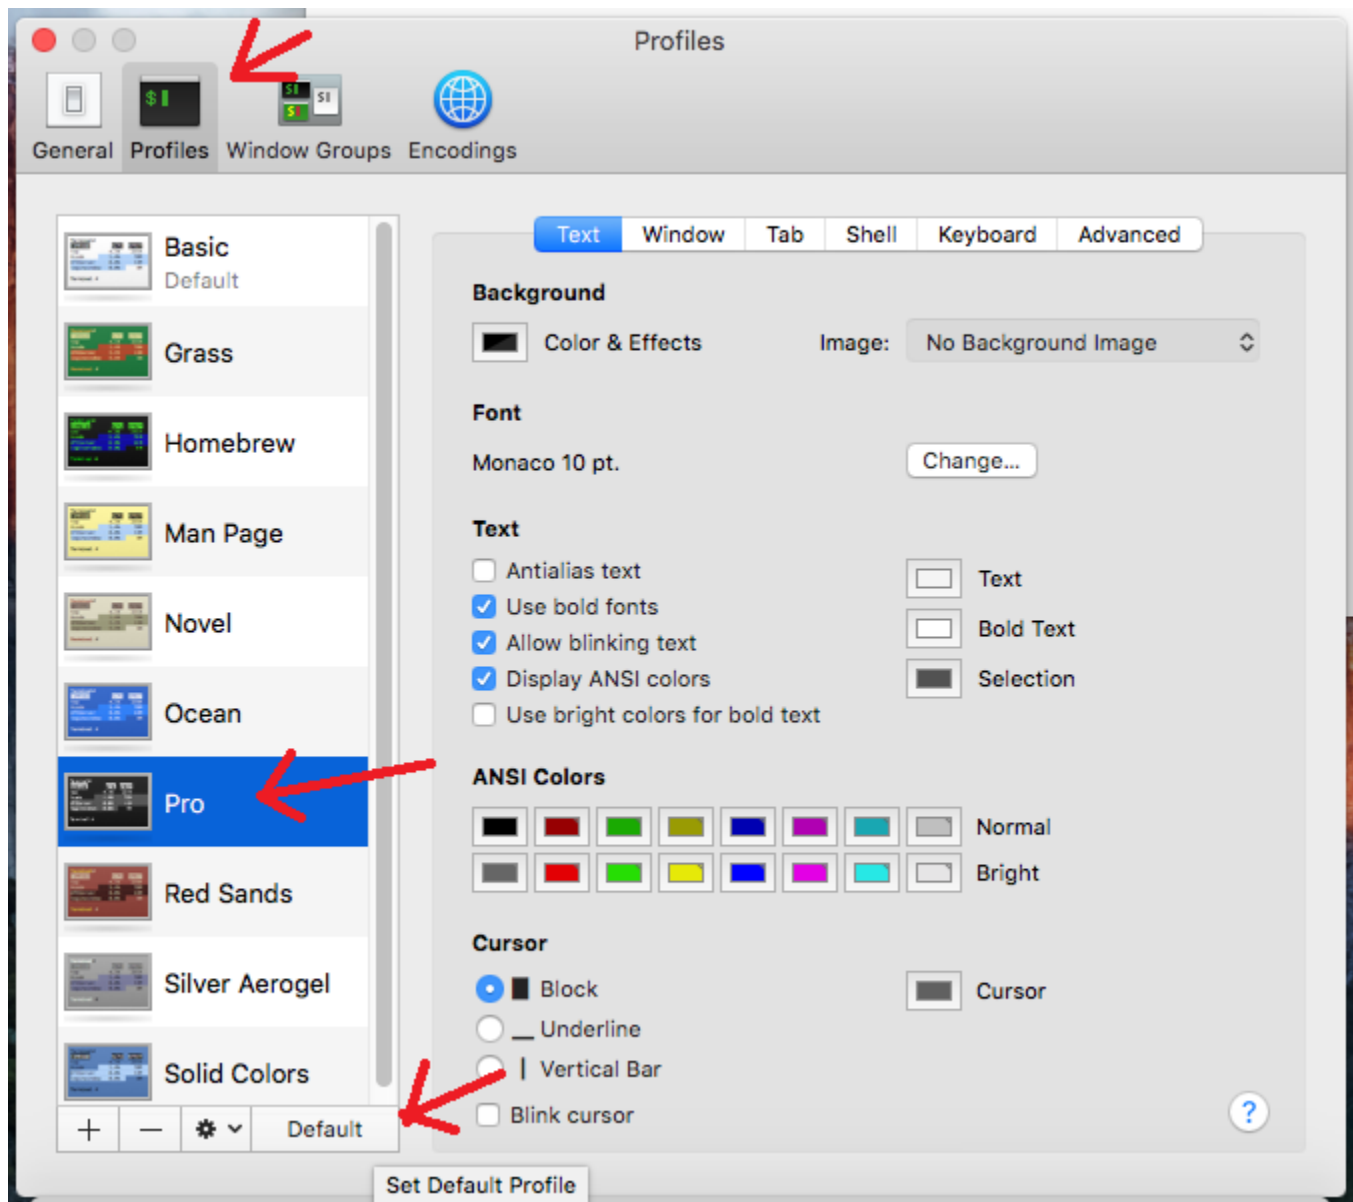 Profiles
General Profiles Window Groups Encodings
Basic
Default
Grass
Homebrew
Man Page
Novel
Ocean
Pro
Red Sands
Silver Aerogel
Solid Colors
Default
Set Default Profile
Text Window Tab Shell Keyboard Advanced
Background
Color & Effects Image: No Background Image
Font
Monaco 10 pt. Change...
Text
Antialias text
Use bold fonts
Allow blinking text
Display ANSI colors
Use bright colors for bold text
Text
Bold Text
Selection
ANSI Colors
Normal
Bright
Cursor
Block
Underline
Vertical Bar
Blink cursor
Cursor
?